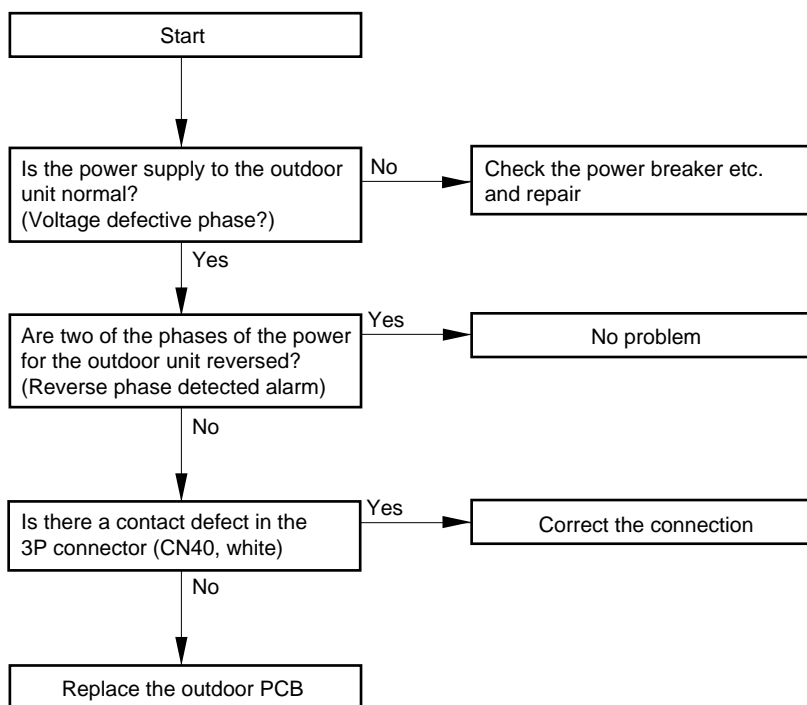 Start
Is the power supply to the outdoor
unit normal?
(Voltage defective phase?)
No
Check the power breaker etc.
and repair
Yes
Are two of the phases of the power
for the outdoor unit reversed?
(Reverse phase detected alarm)
Yes
No problem
No
Is there a contact defect in the
3P connector (CN40, white)
Yes
Correct the connection
No
Replace the outdoor PCB